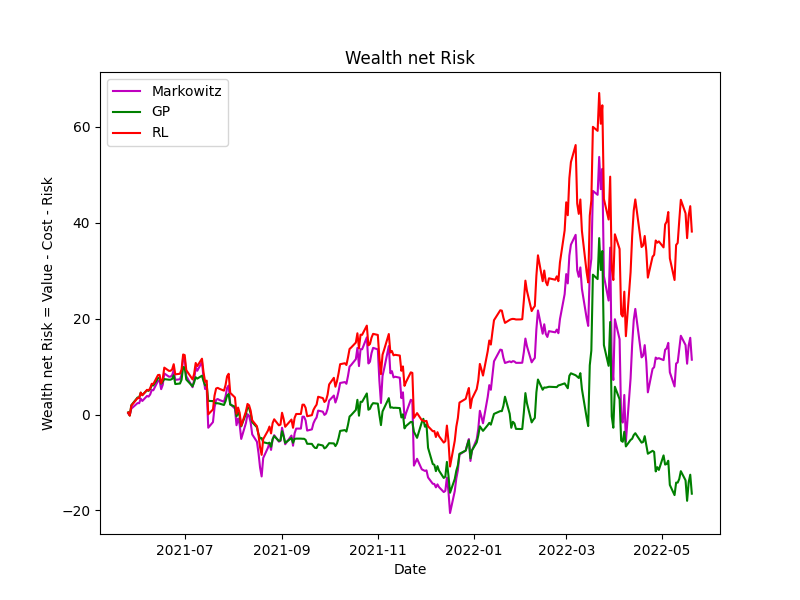 Wealth net Risk
Markowitz
GP
RL
Wealth net Risk = Value - Cost - Risk
60
40
20
0
−20
2021-07
2021-09
2021-11
2022-01
2022-03
2022-05
Date